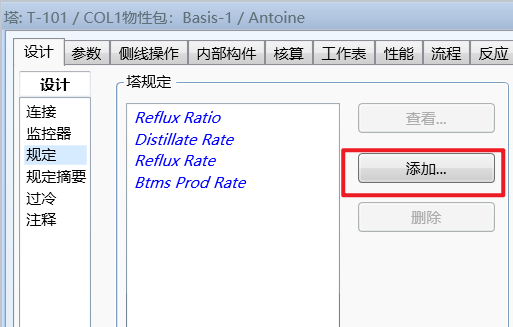 塔: T-101 / COL1物性包: Basis-1 / Antoine
设计 参数 侧线操作 内部构件 核算 工作表 性能 流程 反应
设计
连接
监控器
规定
规定摘要
过冷
注释
塔规定
Reflux Ratio
Distillate Rate
Reflux Rate
Btms Prod Rate
查看...
添加...
删除